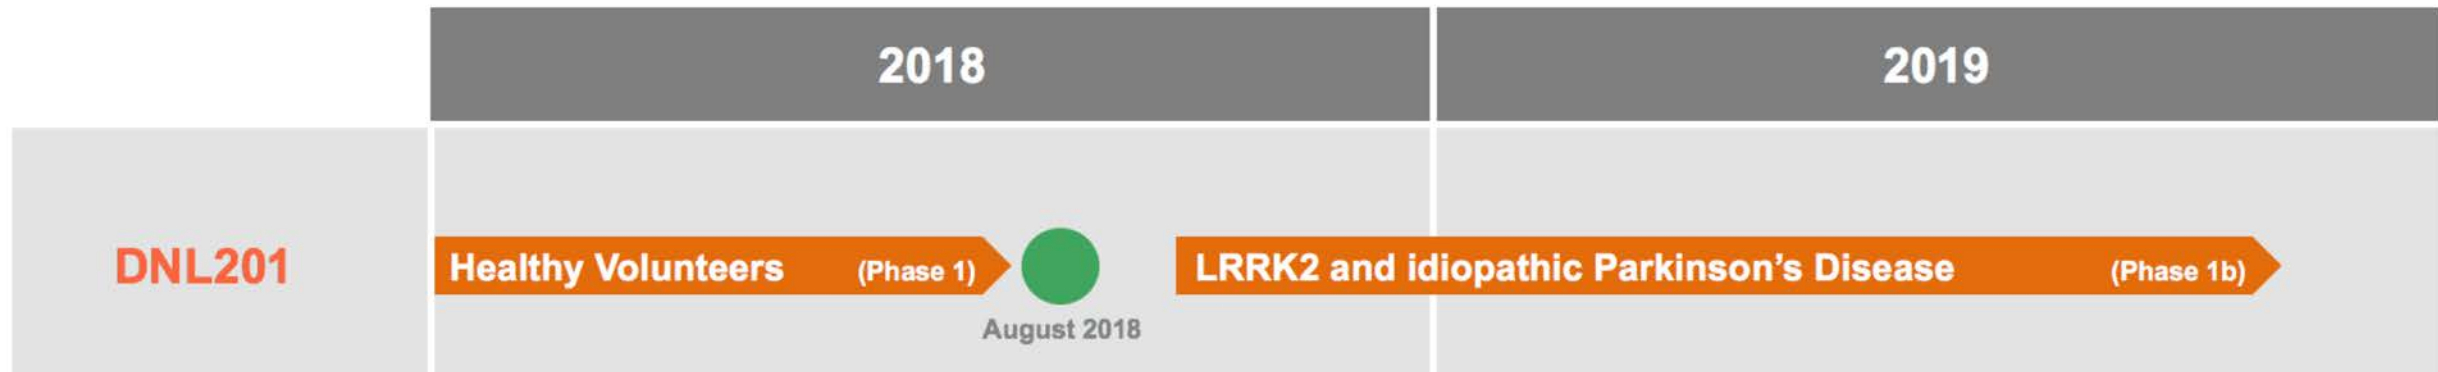 2018
2019
DNL201
Healthy Volunteers (Phase 1)
August 2018
LRRK2 and idiopathic Parkinson’s Disease (Phase 1b)